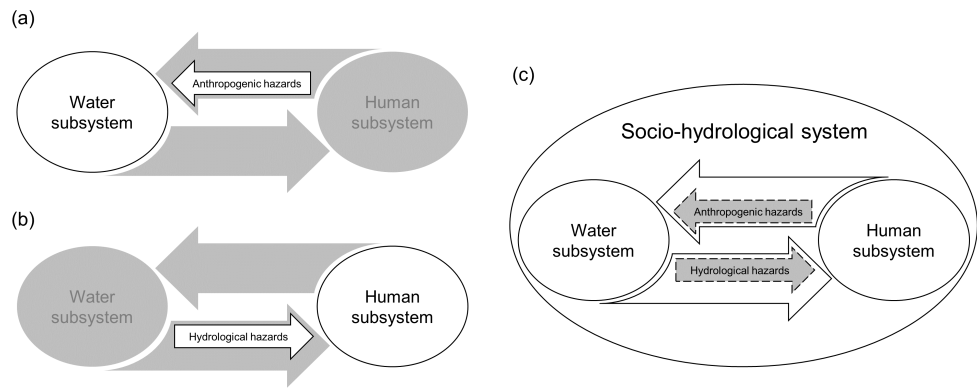 (a)
Water
subsystem
Anthropogenic hazards
Human
subsystem
(b)
Water
subsystem
Hydrological hazards
Human
subsystem
(c)
Socio-hydrological system
Water
subsystem
Anthropogenic hazards
Hydrological hazards
Human
subsystem